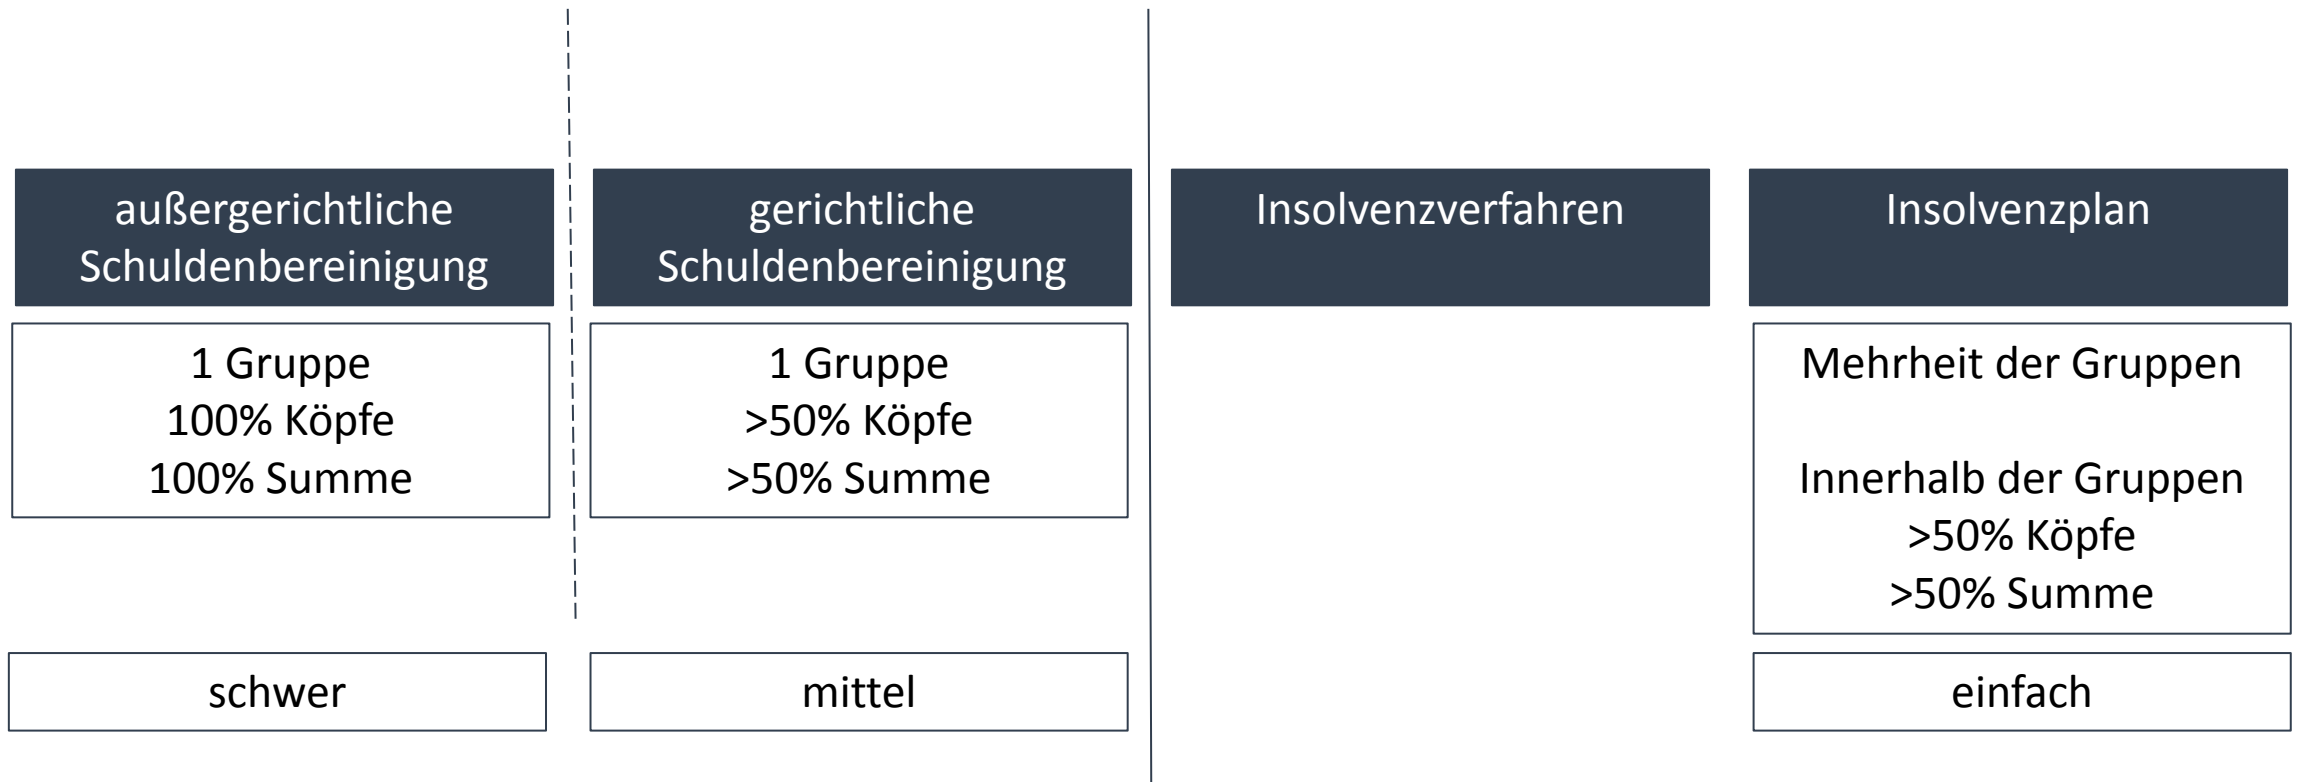 außergerichtliche
Schuldenbereinigung
gerichtliche
Schuldenbereinigung
Insolvenzverfahren
Insolvenzplan
1 Gruppe
100% Köpfe
100% Summe
1 Gruppe
>50% Köpfe
>50% Summe
Mehrheit der Gruppen
Innerhalb der Gruppen
>50% Köpfe
>50% Summe
schwer
mittel
einfach